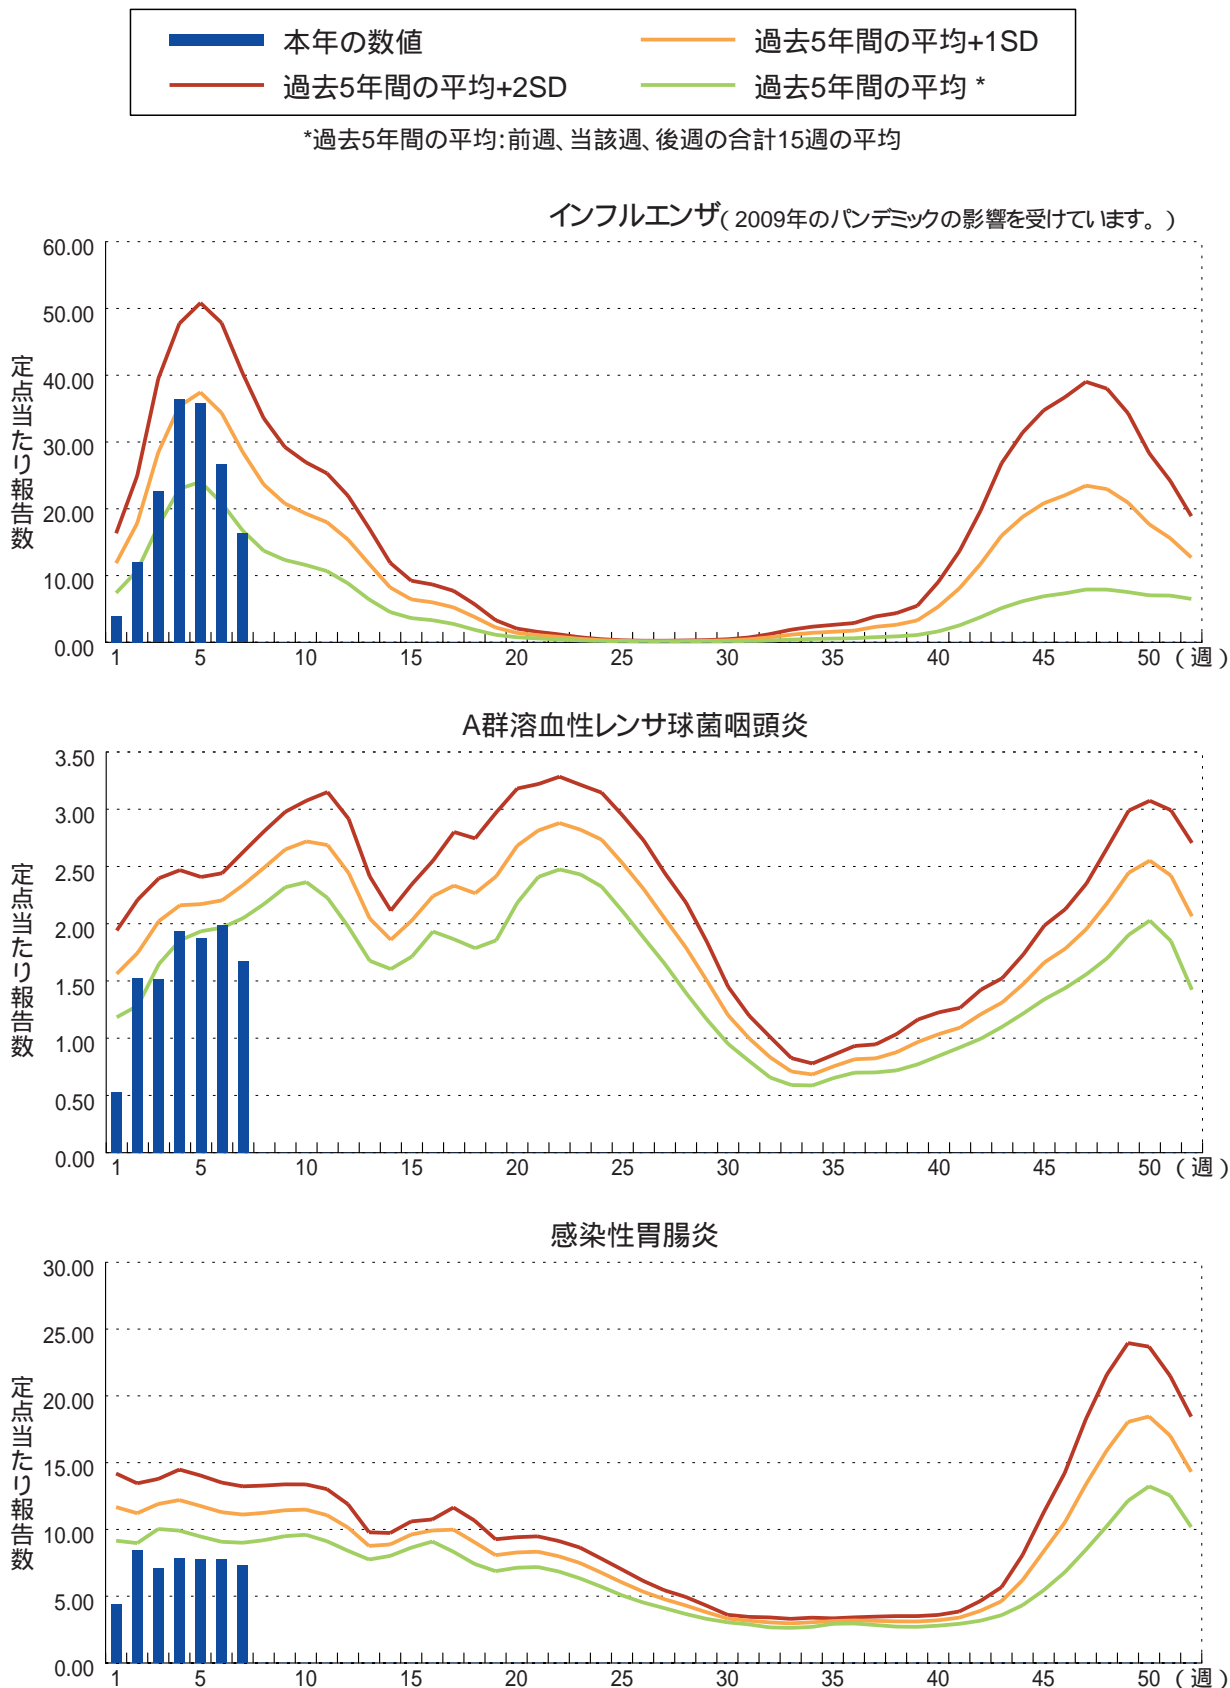 本年の数値
過去5年間の平均+1SD
過去5年間の平均+2SD
過去5年間の平均 *
*過去5年間の平均:前週、当該週、後週の合計15週の平均
インフルエンザ( 2009年のパンデミックの影響を受けています。 )
定点当たり報告数
60.00
50.00
40.00
30.00
20.00
10.00
0.00
1 5 10 15 20 25 30 35 40 45 50 (週)
A群溶血性レンサ球菌咽頭炎
定点当たり報告数
3.50
3.00
2.50
2.00
1.50
1.00
0.50
0.00
1 5 10 15 20 25 30 35 40 45 50 (週)
感染性胃腸炎
定点当たり報告数
30.00
25.00
20.00
15.00
10.00
5.00
0.00
1 5 10 15 20 25 30 35 40 45 50 (週)